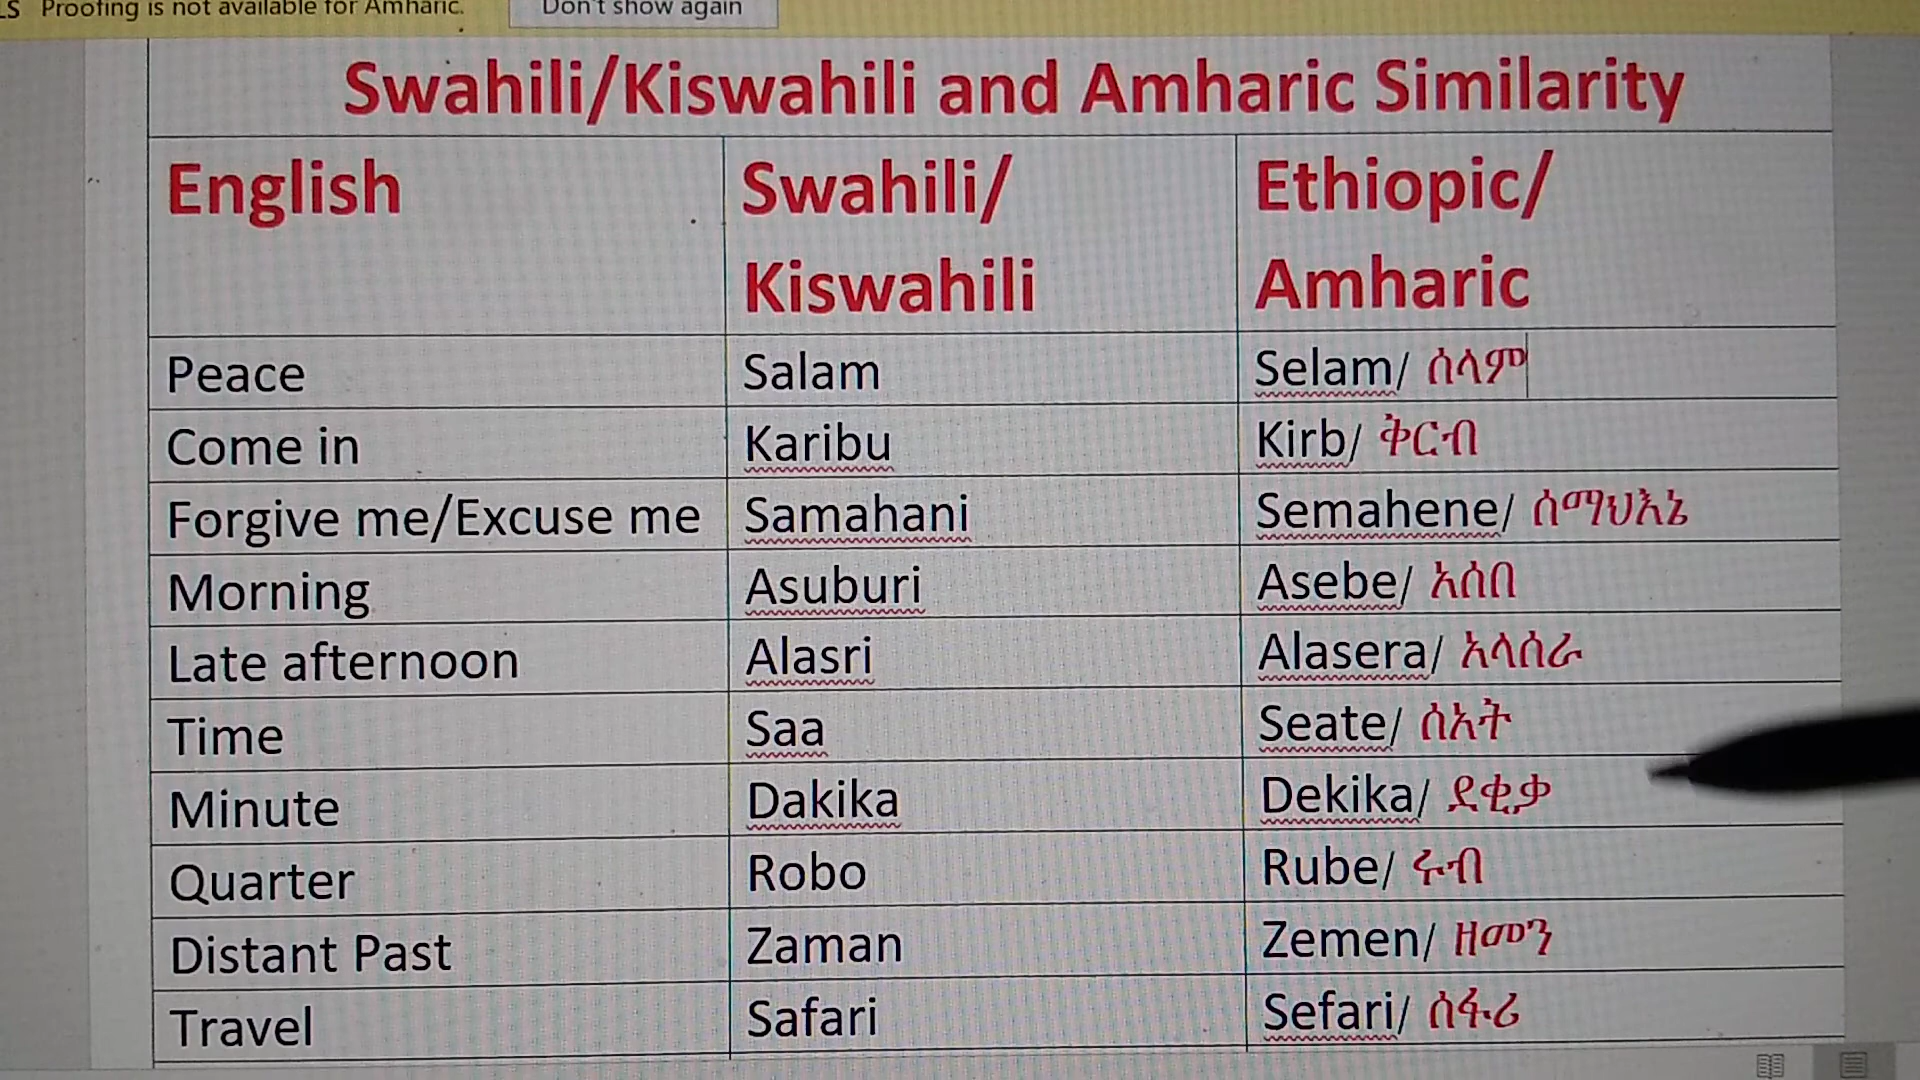 LS Proofing is not available for Amharic. Don't show again
Swahili/Kiswahili and Amharic Similarity
English Swahili/Kiswahili Ethiopic/Amharic
Peace Salam Selam/ ሰላም
Come in Karibu Kirb/ ቅርብ
Forgive me/Excuse me Samahani Semahene/ ሰማህእኔ
Morning Asuburi Asebe/ አሰበ
Late afternoon Alasri Alasera/ አላሰራ
Time Saa Seate/ ሰአት
Minute Dakika Dekika/ ደቂቃ
Quarter Robo Rube/ ሩብ
Distant Past Zaman Zemen/ ዘመን
Travel Safari Sefari/ ሰፋሪ